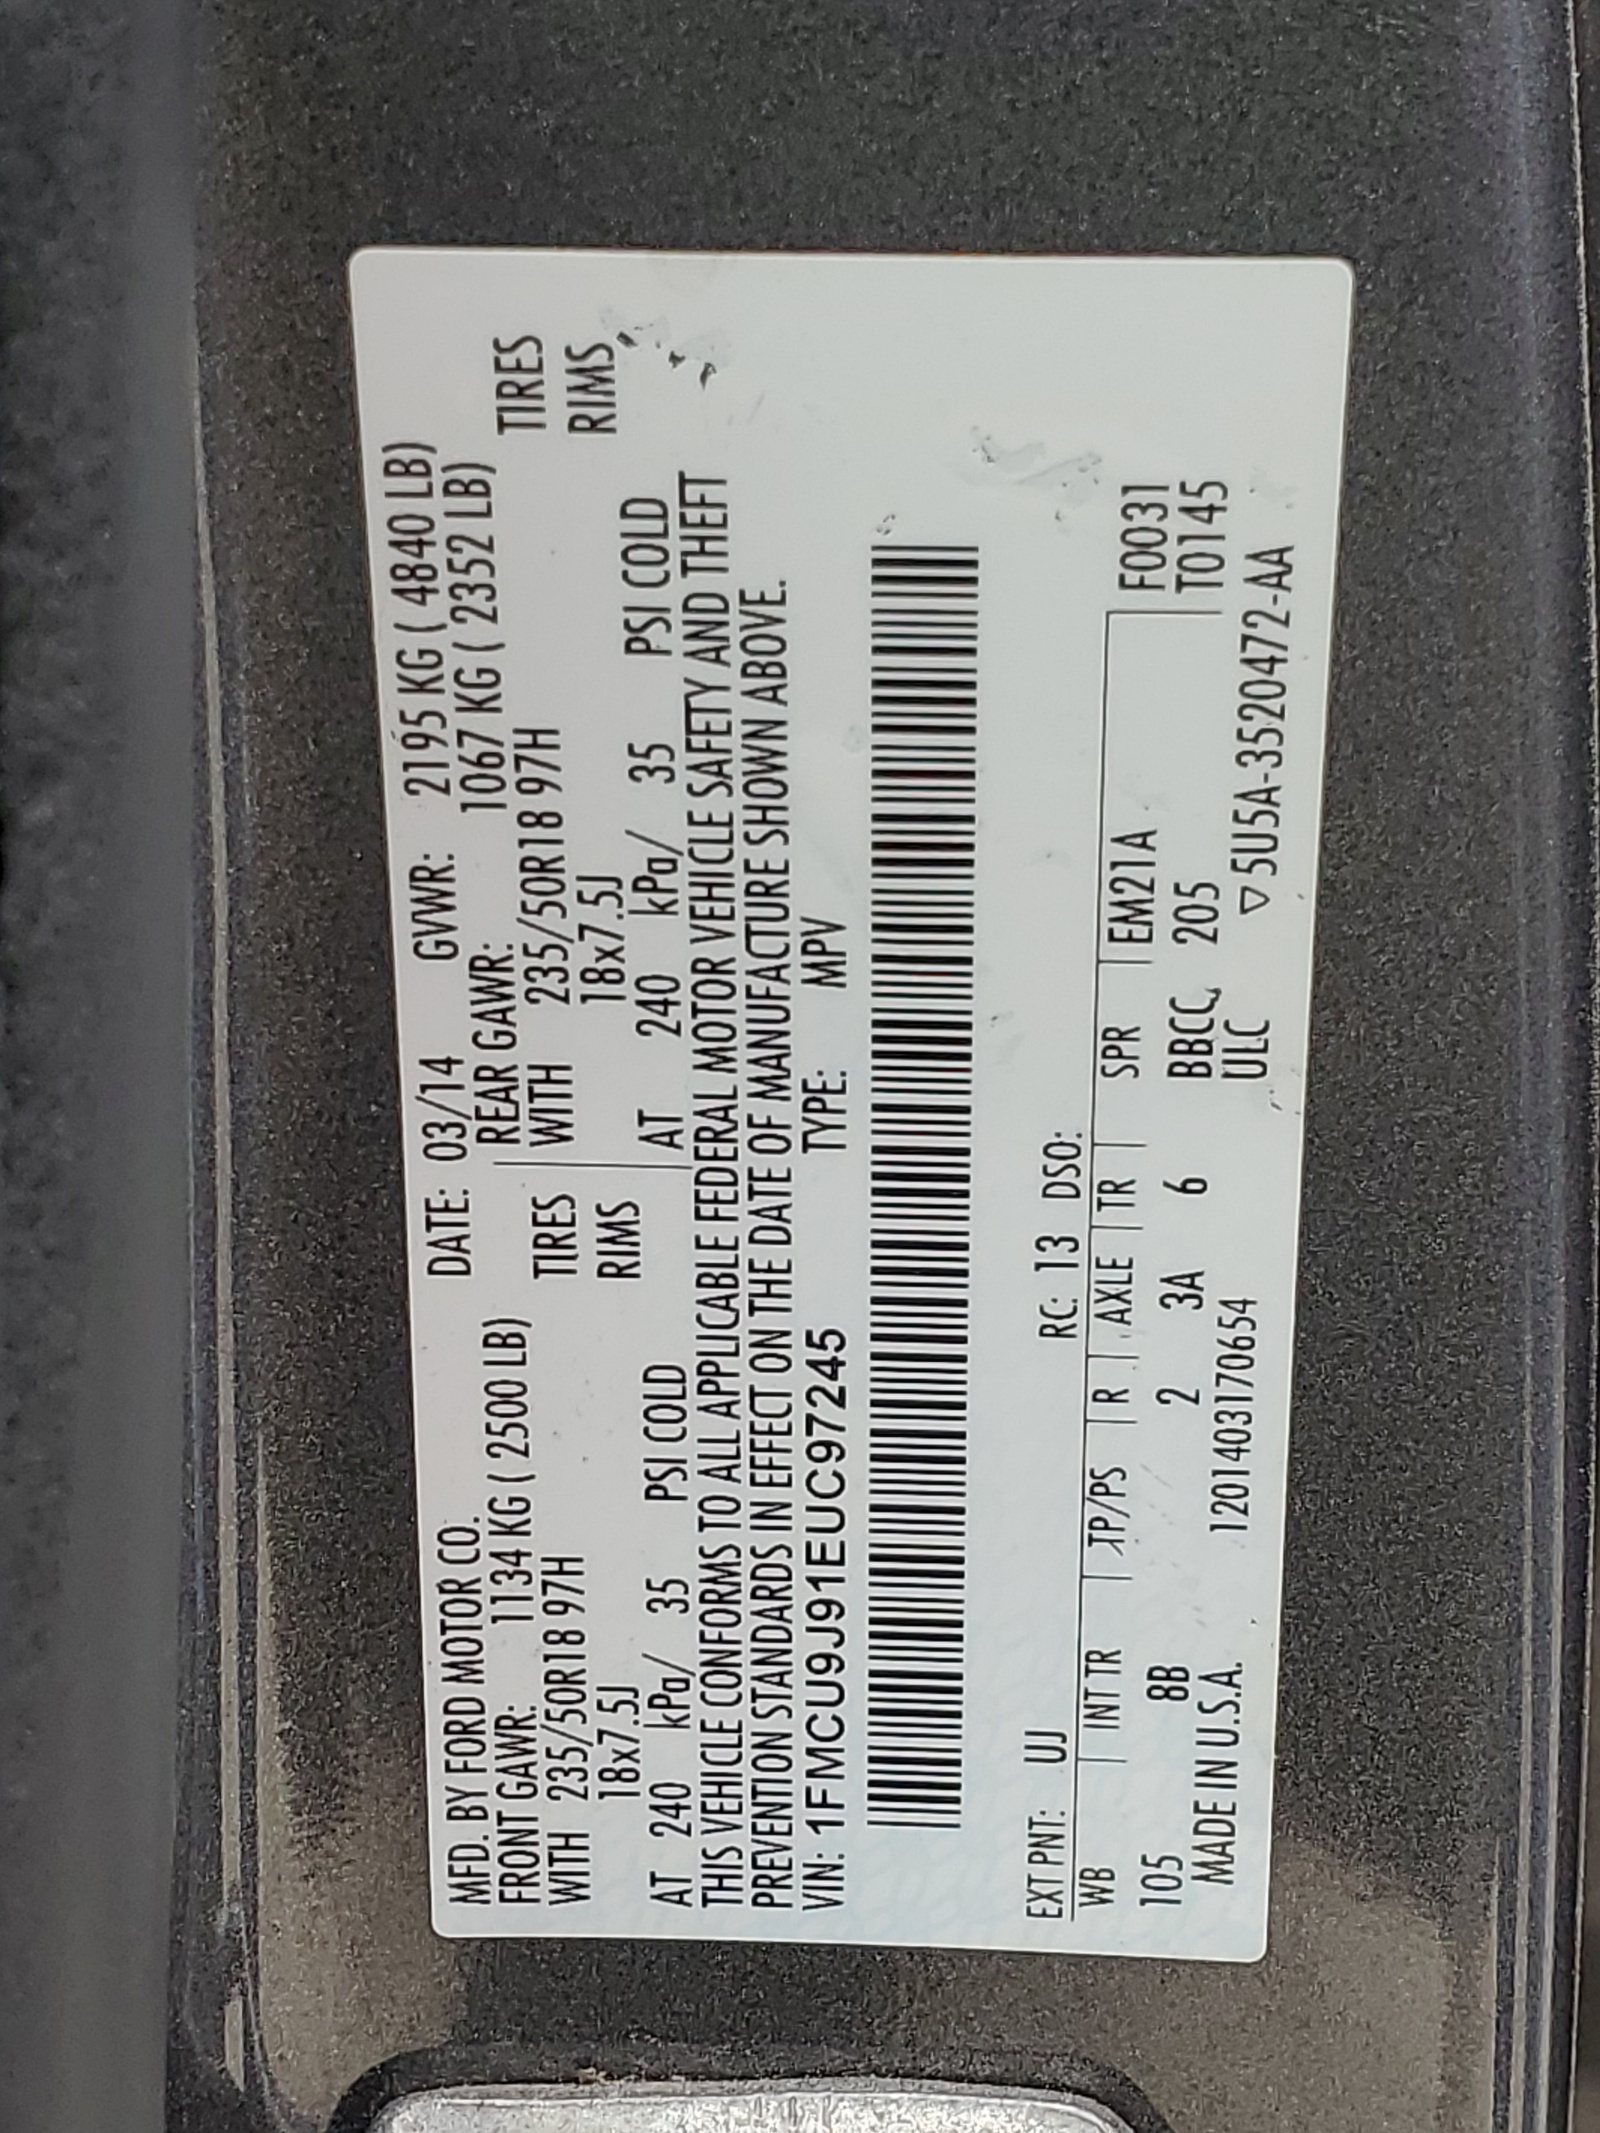 MFD. BY FORD MOTOR CO. DATE: 03/14 GVWR: 2195 KG ( 4840 LB)
FRONT GAWR: 1134 KG ( 2500 LB) REAR GAWR: 1067 KG ( 2352 LB)
WITH 235/50R18 97H TIRES WITH 235/50R18 97H TIRES
18x7.5J RIMS 18x7.5J RIMS
AT 240 kPa/ 35 PSI COLD AT 240 kPa/ 35 PSI COLD
THIS VEHICLE CONFORMS TO ALL APPLICABLE FEDERAL MOTOR VEHICLE SAFETY AND THEFT
PREVENTION STANDARDS IN EFFECT ON THE DATE OF MANUFACTURE SHOWN ABOVE.
VIN: 1FMCU9J91EUC97245 TYPE: MPV
EXT PNT: UJ RC: 13 DSO:
WB | INT TR | TP/PS | R | AXLE | TR | SPR | EM21A F0031
105 8B 2 3A 6 BBCC 205 T0145
MADE IN U.S.A. 120140317065​4 ULC ▽5U5A-3520472-AA